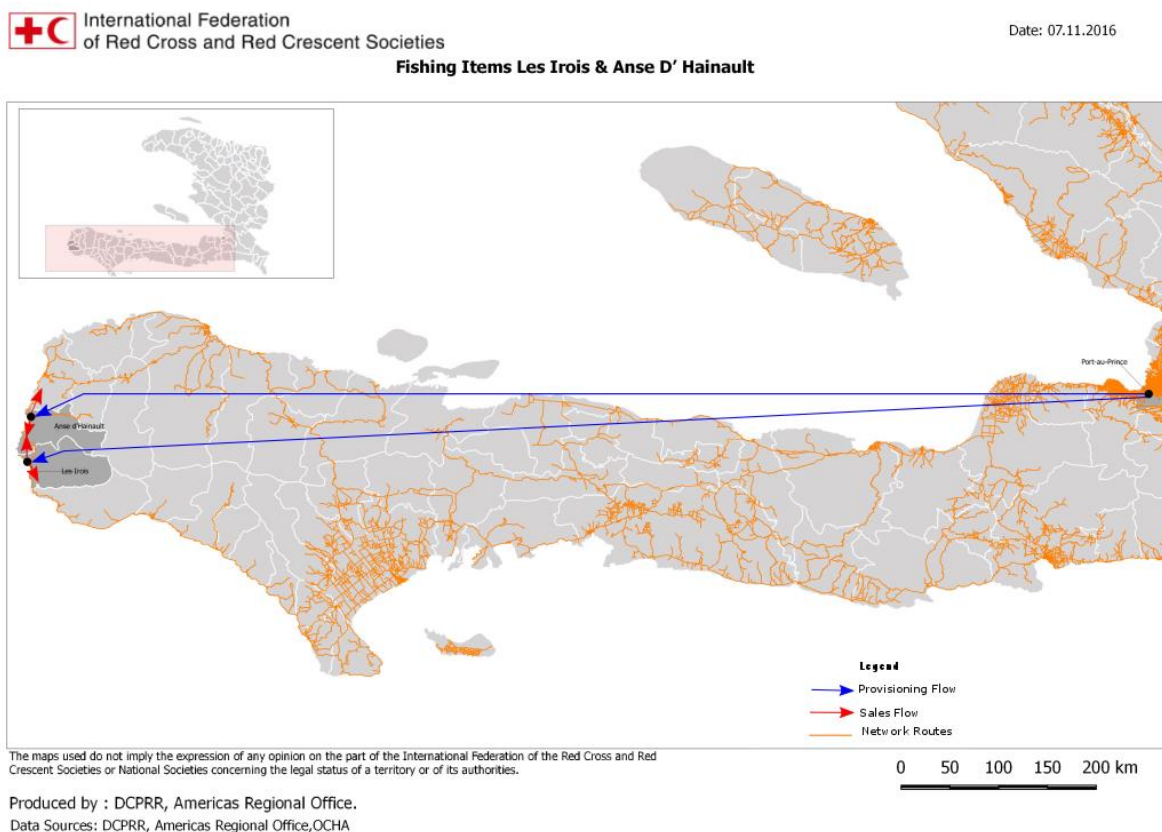 International Federation
of Red Cross and Red Crescent Societies
Date: 07.11.2016
Fishing Items Les Irois & Anse D' Hainault
Port-au-Prince
Anse d'Hainault
Les-Irois
Legend
Provisioning Flow
Sales Flow
Network Routes
The maps used do not imply the expression of any opinion on the part of the International Federation of the Red Cross and Red
Crescent Societies or National Societies concerning the legal status of a territory or of its authorities.
0 50 100 150 200 km
Produced by : DCPRR, Americas Regional Office.
Data Sources: DCPRR, Americas Regional Office,OCHA